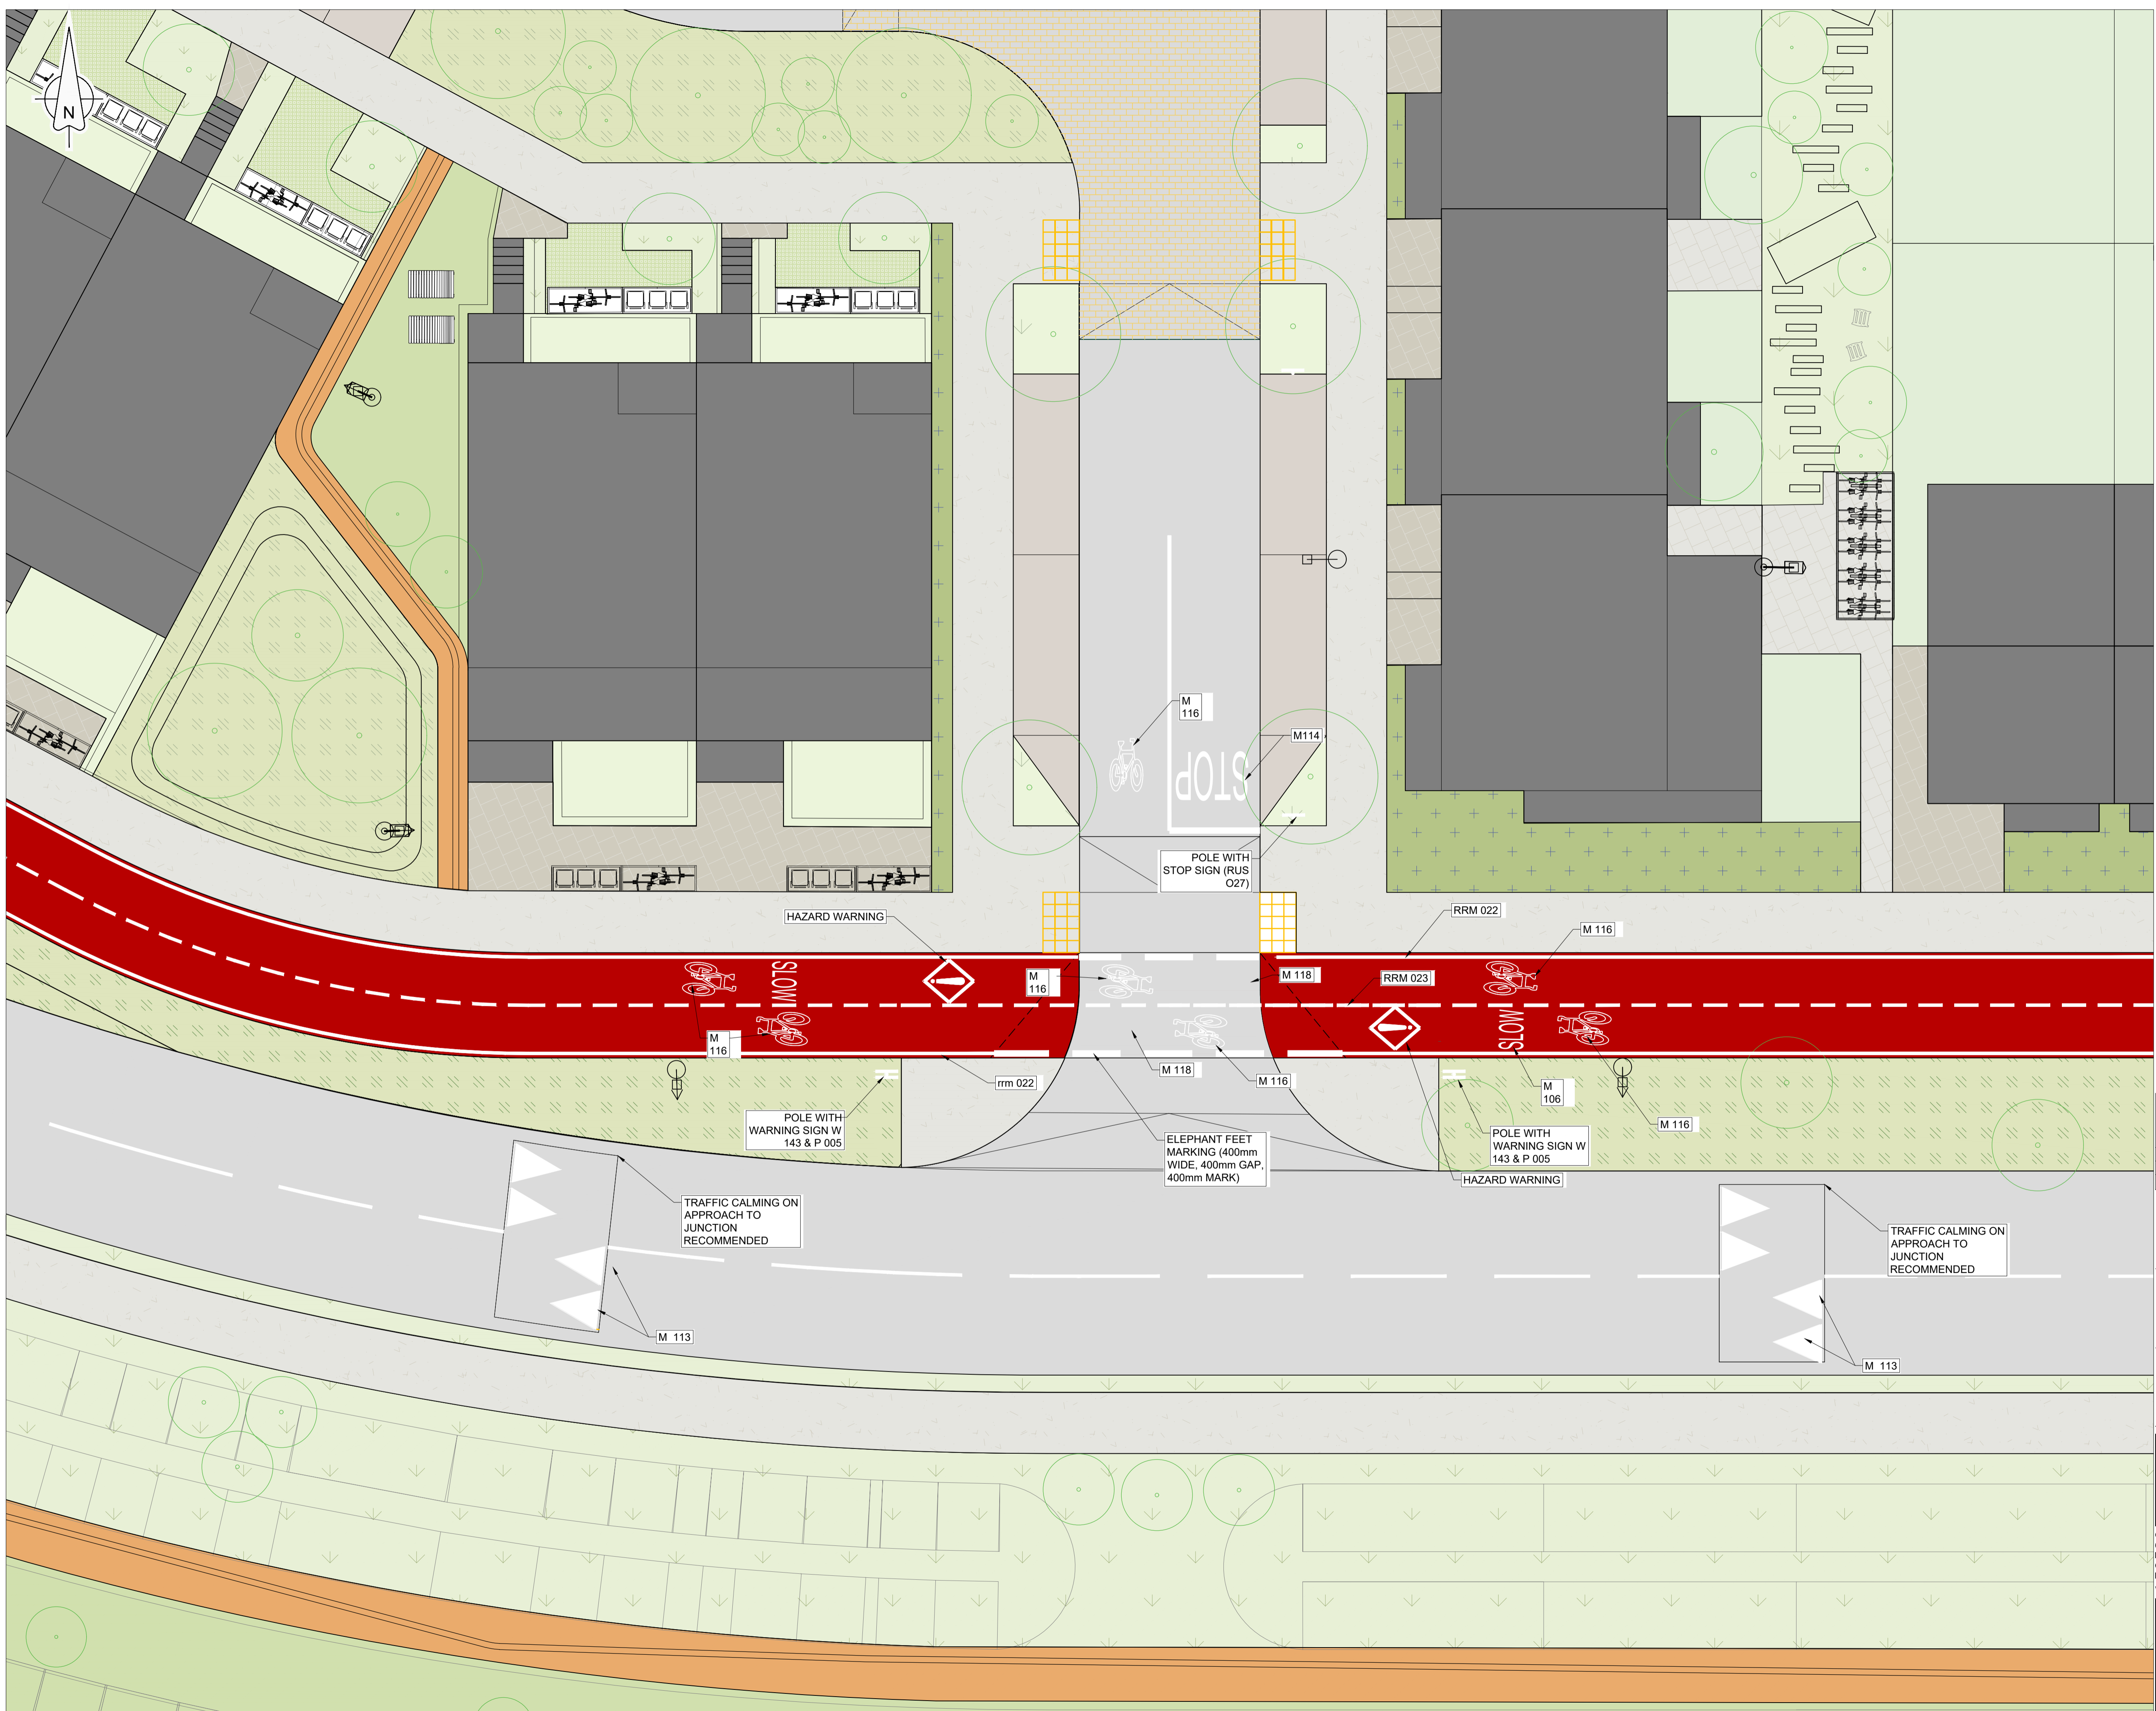 N
M
116
M114
STOP
POLE WITH
STOP SIGN (RUS
O27)
HAZARD WARNING
RRM 022
M 116
SLOW
M
116
M 118
RRM 023
M
116
SLOW
rrm 022
M 118
M 116
M
106
M 116
POLE WITH
WARNING SIGN W
143 & P 005
ELEPHANT FEET
MARKING (400mm
WIDE, 400mm GAP,
400mm MARK)
POLE WITH
WARNING SIGN W
143 & P 005
HAZARD WARNING
TRAFFIC CALMING ON
APPROACH TO
JUNCTION
RECOMMENDED
TRAFFIC CALMING ON
APPROACH TO
JUNCTION
RECOMMENDED
M 113
M 113